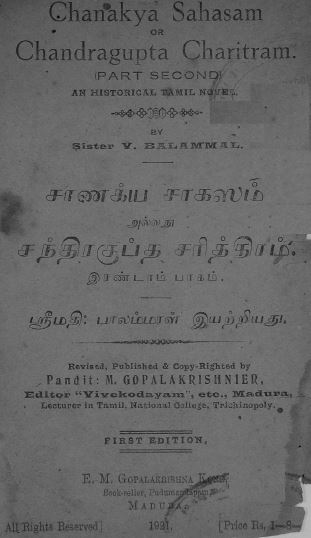 Chanakya Sahasam
OR
Chandragupta Charitram.
(PART SECOND)
AN HISTORICAL TAMIL NOVEL.
BY
Sister V. BALAMMAL.
சாணக்ய சாகஸம்
அல்லது
சந்திரகுப்த சரித்திரம்.
இரண்டாம் பாகம்.
ஸ்ரீமதி: பாலம்மாள் இயற்றியது.
Revised, Published & Copy-Righted by
Pandit: M. GOPALAKRISHNIER,
Editor "Vivekodayam", etc., Madura,
Lecturer in Tamil, National College, Trichinopoly.
FIRST EDITION,
E. M. GOPALAKRISHNA KONE,
Book-seller, Pudumandapam,
MADURA.
All Rights Reserved] 1921. [Price Rs, 1-8-